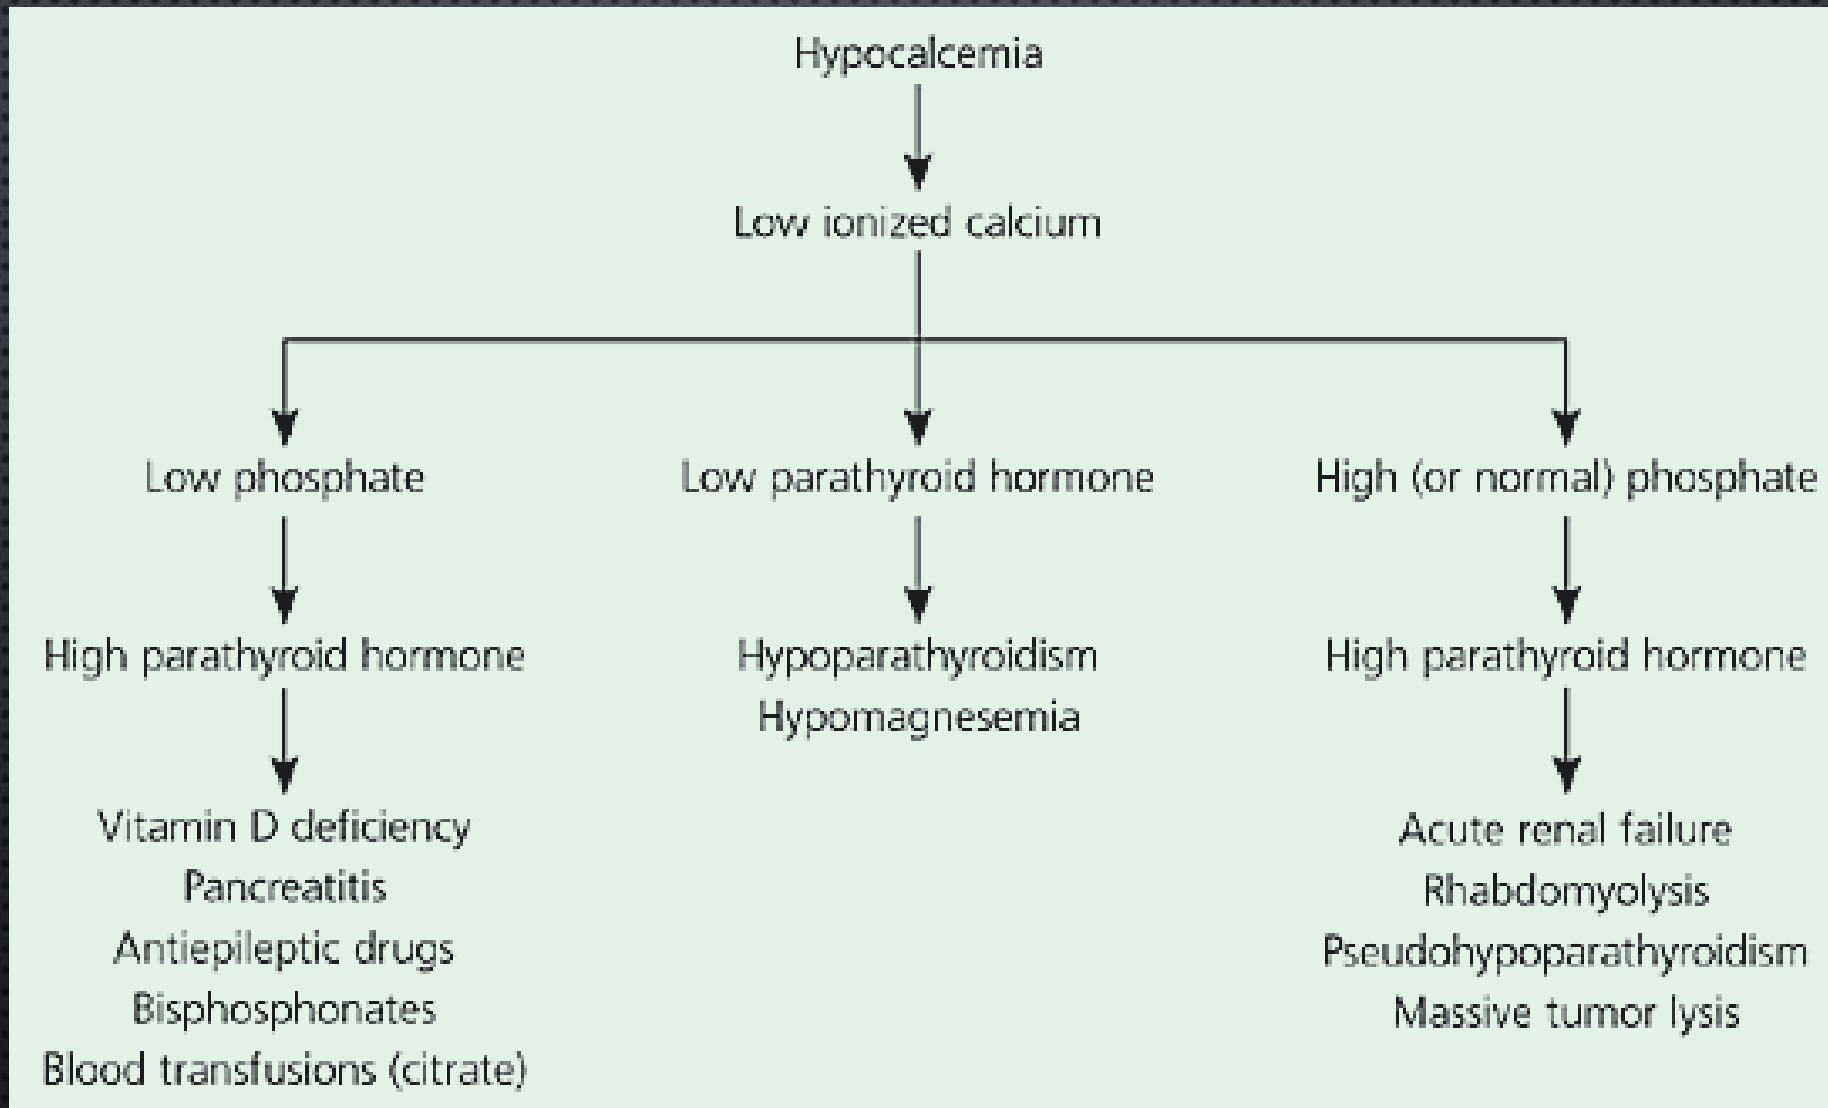 Hypocalcemia
Low ionized calcium
Low phosphate
Low parathyroid hormone
High (or normal) phosphate
High parathyroid hormone
Hypoparathyroidism
Hypomagnesemia
High parathyroid hormone
Vitamin D deficiency
Pancreatitis
Antiepileptic drugs
Bisphosphonates
Blood transfusions (citrate)
Acute renal failure
Rhabdomyolysis
Pseudohypoparathyroidism
Massive tumor lysis